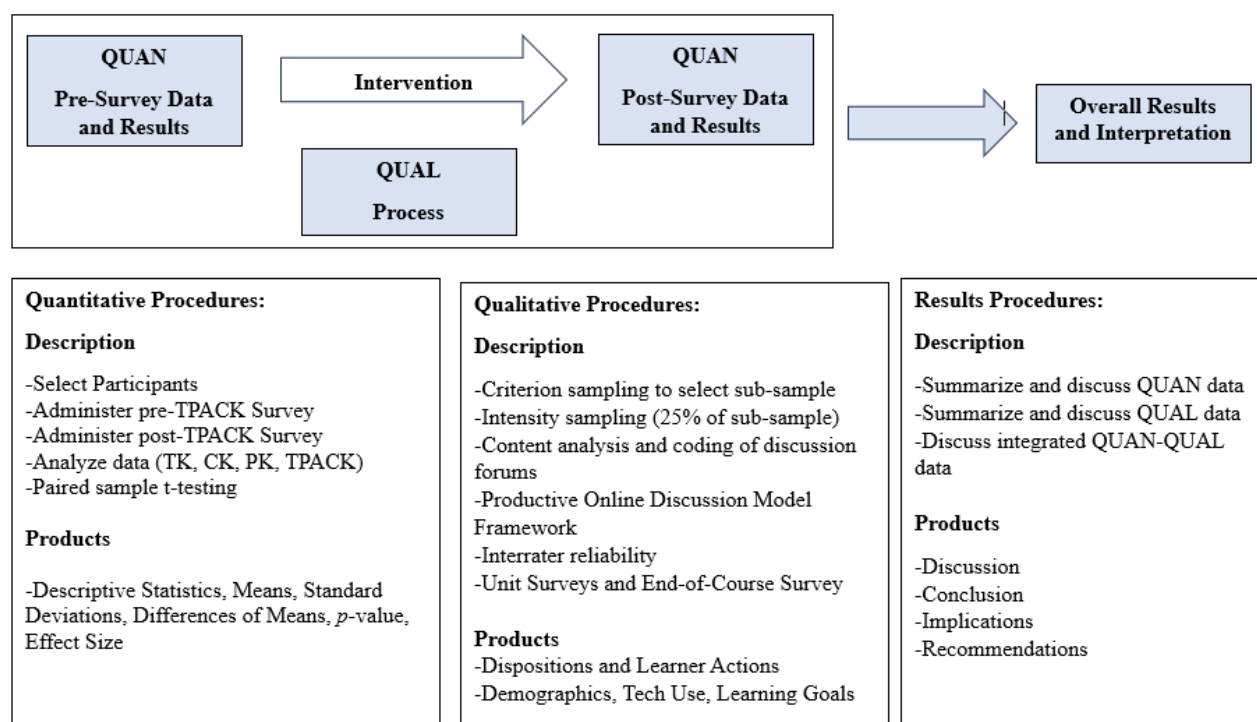 QUAN
Pre-Survey Data
and Results
Intervention
QUAL
Process
QUAN
Post-Survey Data
and Results
Overall Results
and Interpretation
Quantitative Procedures:
Description
-Select Participants
-Administer pre-TPACK Survey
-Administer post-TPACK Survey
-Analyze data (TK, CK, PK, TPACK)
-Paired sample t-testing
Products
-Descriptive Statistics, Means, Standard
Deviations, Differences of Means, p-value,
Effect Size
Qualitative Procedures:
Description
-Criterion sampling to select sub-sample
-Intensity sampling (25% of sub-sample)
-Content analysis and coding of discussion
forums
-Productive Online Discussion Model
Framework
-Interrater reliability
-Unit Surveys and End-of-Course Survey
Products
-Dispositions and Learner Actions
-Demographics, Tech Use, Learning Goals
Results Procedures:
Description
-Summarize and discuss QUAN data
-Summarize and discuss QUAL data
-Discuss integrated QUAN-QUAL
data
Products
-Discussion
-Conclusion
-Implications
-Recommendations